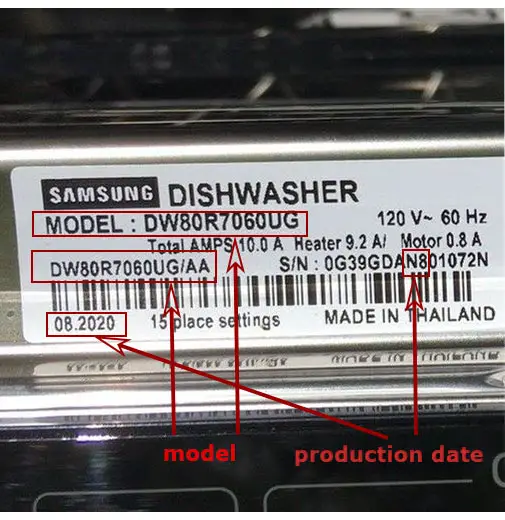 SAMSUNG DISHWASHER
MODEL : DW80R7060UG 120 V~ 60 Hz
Total AMPS 10.0 A Heater 9.2 A/ Motor 0.8 A
DW80R7060UG/AA S/N : 0G39GDAN801072N
08.2020 15 place settings MADE IN THAILAND
model production date